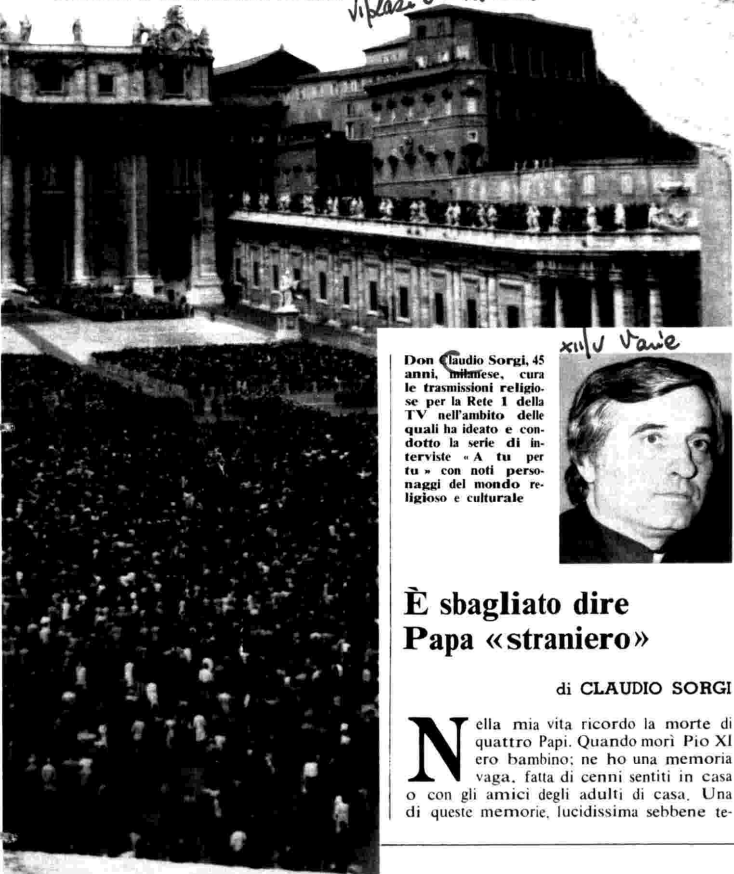 xii/V Varie
Don Claudio Sorgi, 45
anni, milanese, cura
le trasmissioni religio-
se per la Rete 1 della
TV nell'ambito delle
quali ha ideato e con-
dotto la serie di in-
terviste «A tu per
tu» con noti perso-
naggi del mondo re-
ligioso e culturale
È sbagliato dire
Papa «straniero»
di CLAUDIO SORGI
Nella mia vita ricordo la morte di
quattro Papi. Quando morì Pio XI
ero bambino; ne ho una memoria
vaga, fatta di cenni sentiti in casa
o con gli amici degli adulti di casa. Una
di queste memorie, lucidissima sebbene te-